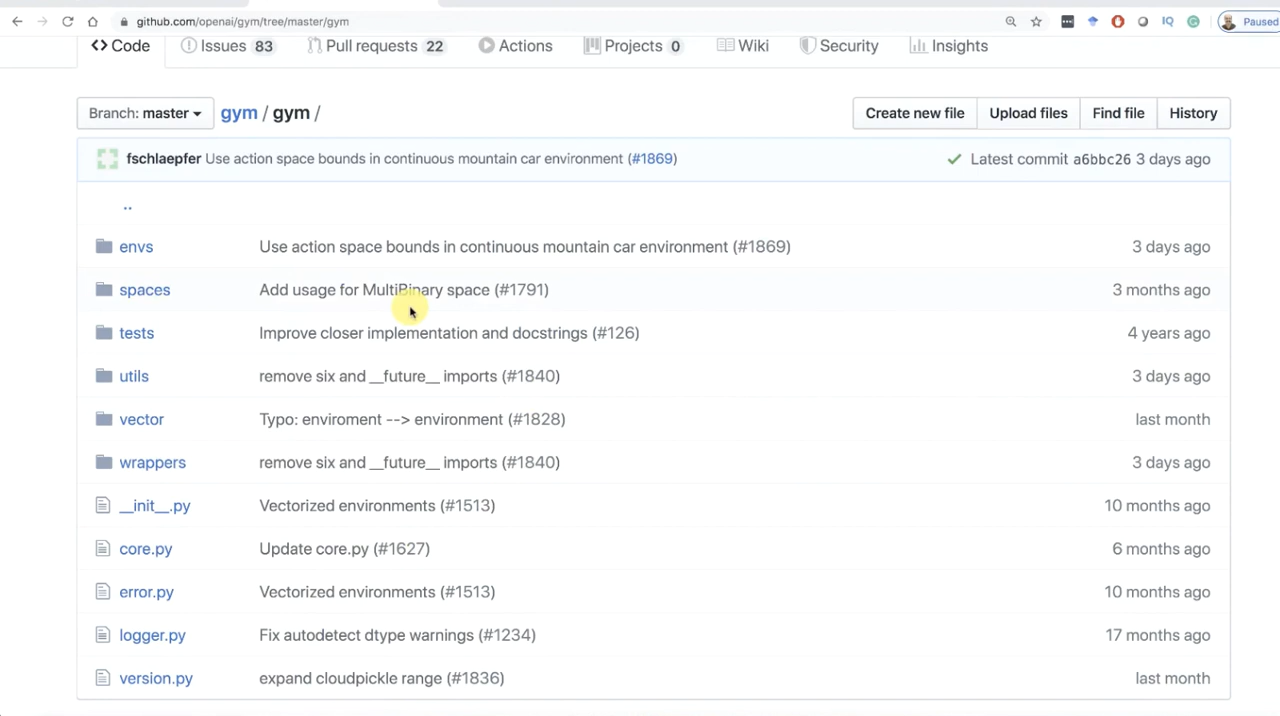 github.com/openai/gym/tree/master/gym
IQ
Paused
<> Code
Issues 83
Pull requests 22
Actions
Projects 0
Wiki
Security
Insights
Branch: master
gym / gym /
Create new file
Upload files
Find file
History
fschlaepfer Use action space bounds in continuous mountain car environment (#1869)
Latest commit a6bbc26 3 days ago
..
envs Use action space bounds in continuous mountain car environment (#1869) 3 days ago
spaces Add usage for MultiBinary space (#1791) 3 months ago
tests Improve closer implementation and docstrings (#126) 4 years ago
utils remove six and __future__ imports (#1840) 3 days ago
vector Typo: enviroment --> environment (#1828) last month
wrappers remove six and __future__ imports (#1840) 3 days ago
__init__.py Vectorized environments (#1513) 10 months ago
core.py Update core.py (#1627) 6 months ago
error.py Vectorized environments (#1513) 10 months ago
logger.py Fix autodetect dtype warnings (#1234) 17 months ago
version.py expand cloudpickle range (#1836) last month